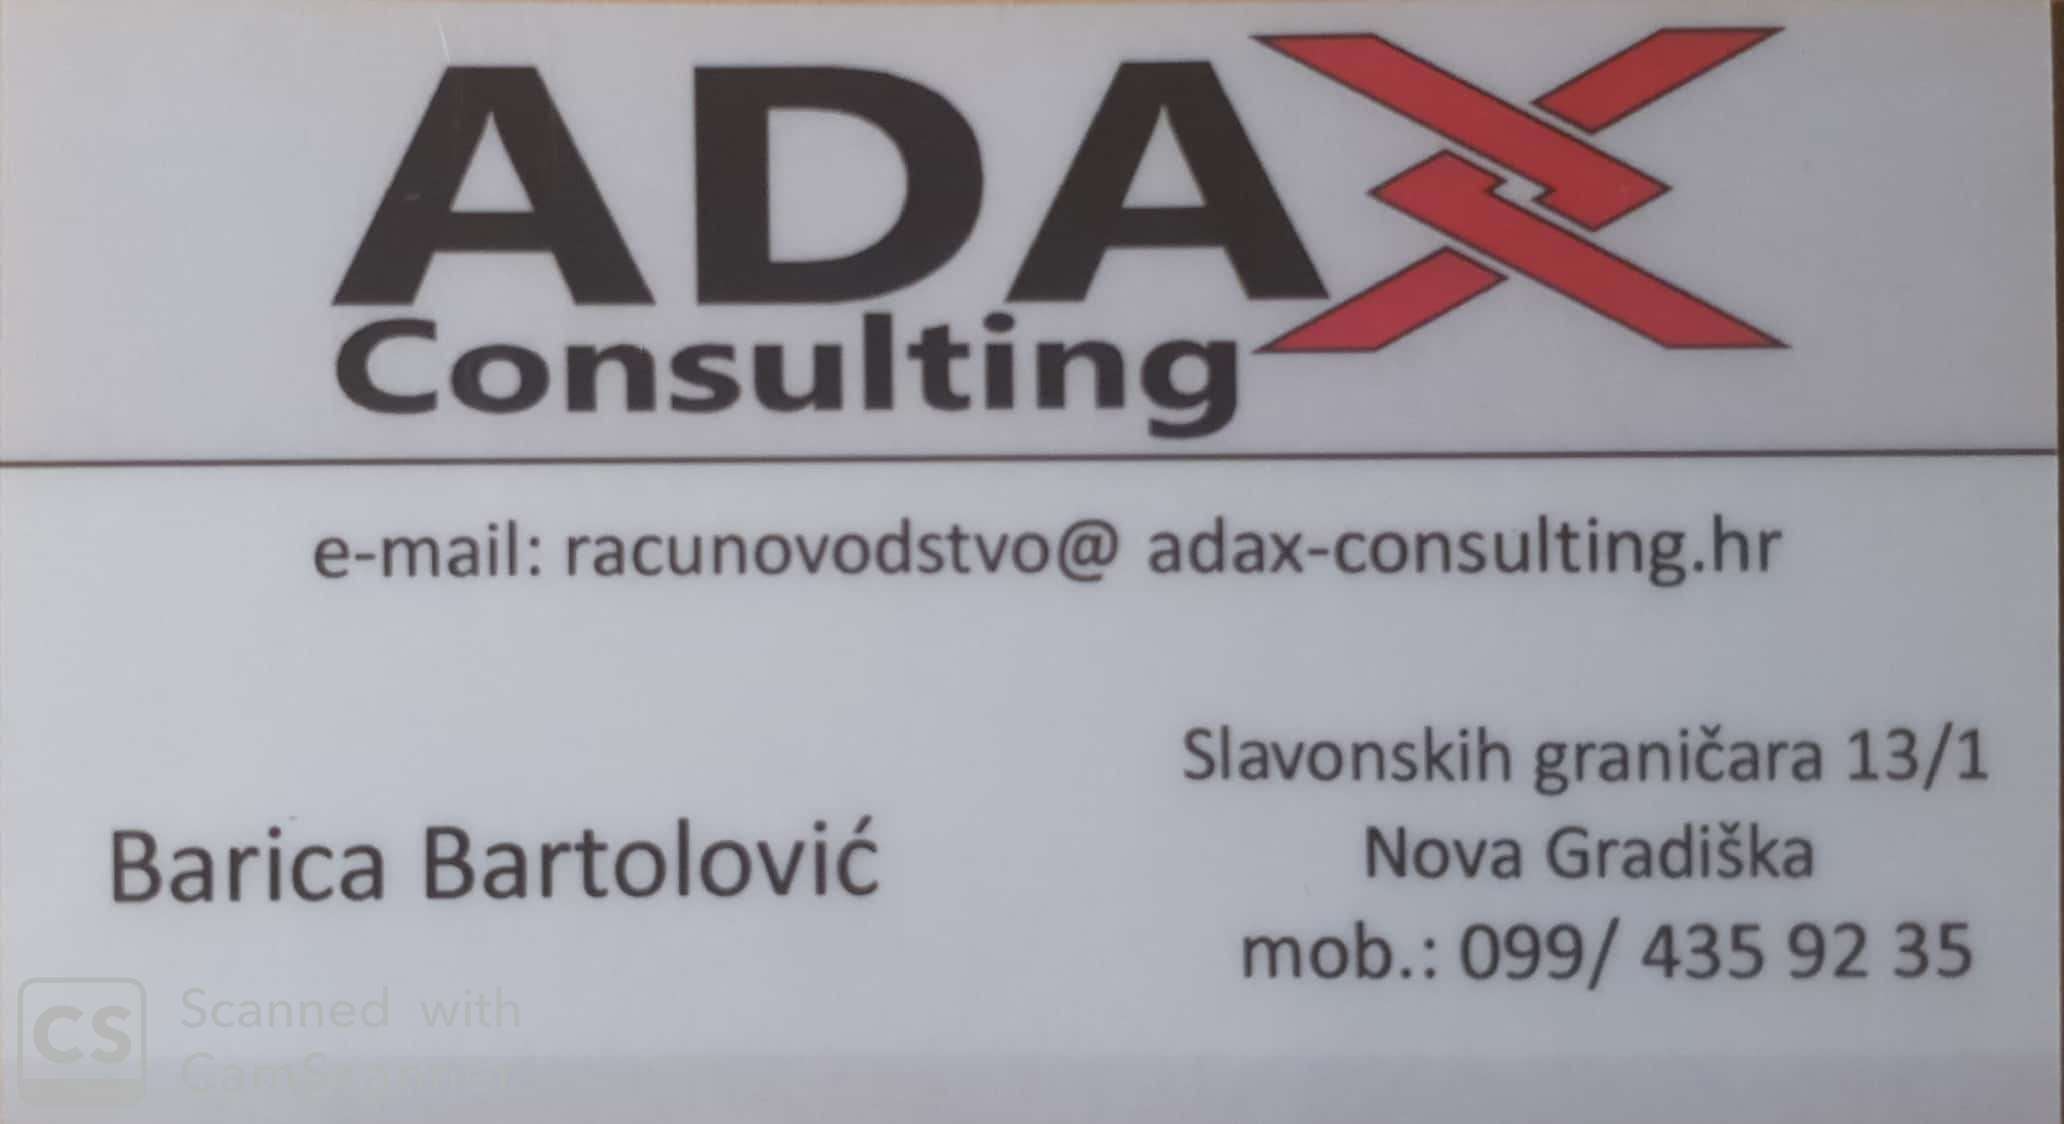 ADAX
Consulting
e-mail: racunovodstvo@ adax-consulting.hr
Slavonskih graničara 13/1
Barica Bartolović
Nova Gradiška
mob.: 099/ 435 92 35
CS
Scanned with
CamScanner